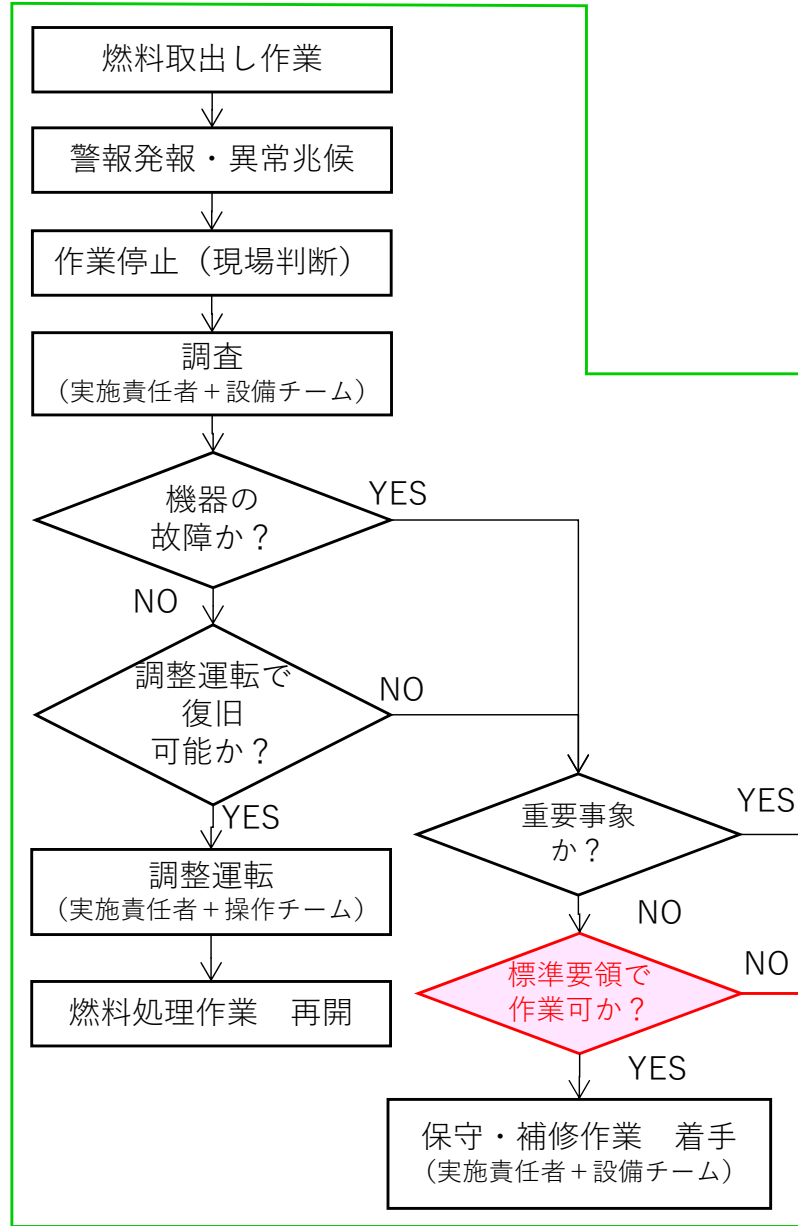 燃料取出し作業
警報発報・異常兆候
作業停止（現場判断）
調査
（実施責任者＋設備チーム）
機器の
故障か？
YES
NO
調整運転で
復旧
可能か？
NO
YES
調整運転
（実施責任者＋操作チーム）
燃料処理作業　再開
重要事象
か？
YES
NO
標準要領で
作業可か？
NO
YES
保守・補修作業　着手
（実施責任者＋設備チーム）